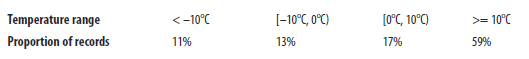 Temperature range < –10°C [–10°C, 0°C) [0°C, 10°C) >= 10°C
Proportion of records 11% 13% 17% 59%